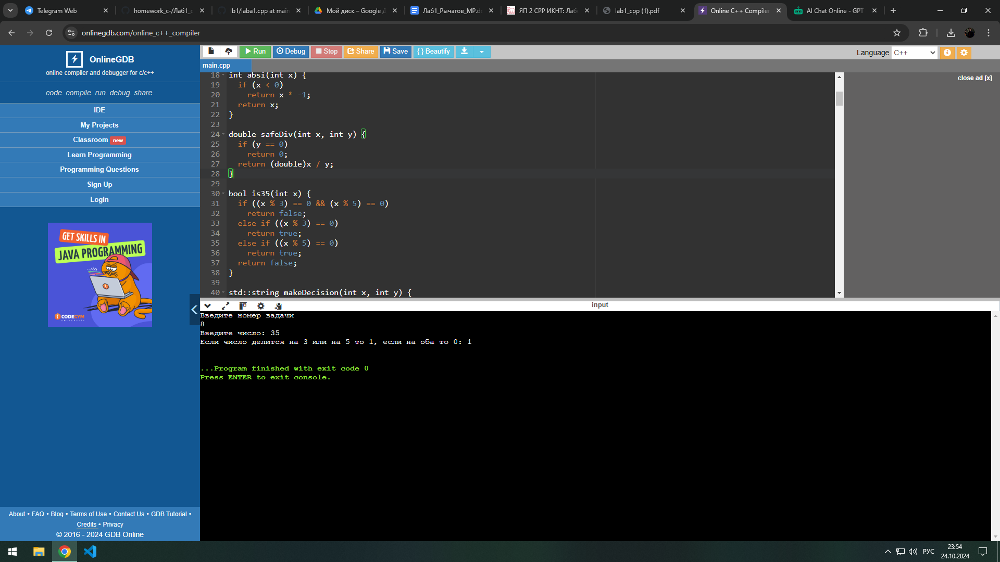 Telegram Web
homework_c-//Лаб1_c
lb1/laba1.cpp at main
Мой диск – Google Д
Лаб1_Рычагов_МР.do
ЯП 2 СРР ИКНТ: Лабо
lab1_cpp (1).pdf
Online C++ Compiler
AI Chat Online - GPT
onlinegdb.com/online_c++_compiler
OnlineGDB
online compiler and debugger for c/c++
code. compile. run. debug. share.
IDE
My Projects
Classroom new
Learn Programming
Programming Questions
Sign Up
Login
GET SKILLS IN
JAVA PROGRAMMING
CODEGYM
UNIVERSITY
About • FAQ • Blog • Terms of Use • Contact Us • GDB Tutorial •
Credits • Privacy
© 2016 - 2024 GDB Online
Run Debug Stop Share Save { } Beautify
Language C++
main.cpp
close ad [x]
18 int absi(int x) {
19 if (x < 0)
20 return x * -1;
21 return x;
22 }
23
24 double safeDiv(int x, int y) {
25 if (y == 0)
26 return 0;
27 return (double)x / y;
28 }
29
30 bool is35(int x) {
31 if ((x % 3) == 0 && (x % 5) == 0)
32 return false;
33 else if ((x % 3) == 0)
34 return true;
35 else if ((x % 5) == 0)
36 return true;
37 return false;
38 }
39
40 std::string makeDecision(int x, int y) {
input
Введите номер задачи
8
Введите число: 35
Если число делится на 3 или на 5 то 1, если на оба то 0: 1
...Program finished with exit code 0
Press ENTER to exit console.
РУС
23:54
24.10.2024